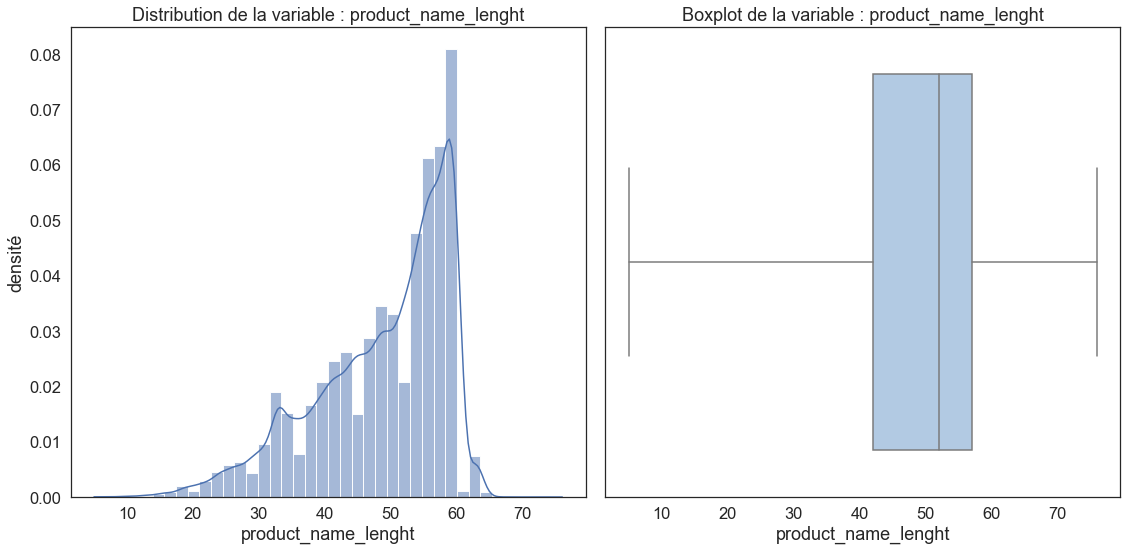 Distribution de la variable : product_name_lenght
densité
0.08
0.07
0.06
0.05
0.04
0.03
0.02
0.01
0.00
10 20 30 40 50 60 70
product_name_lenght
Boxplot de la variable : product_name_lenght
10 20 30 40 50 60 70
product_name_lenght